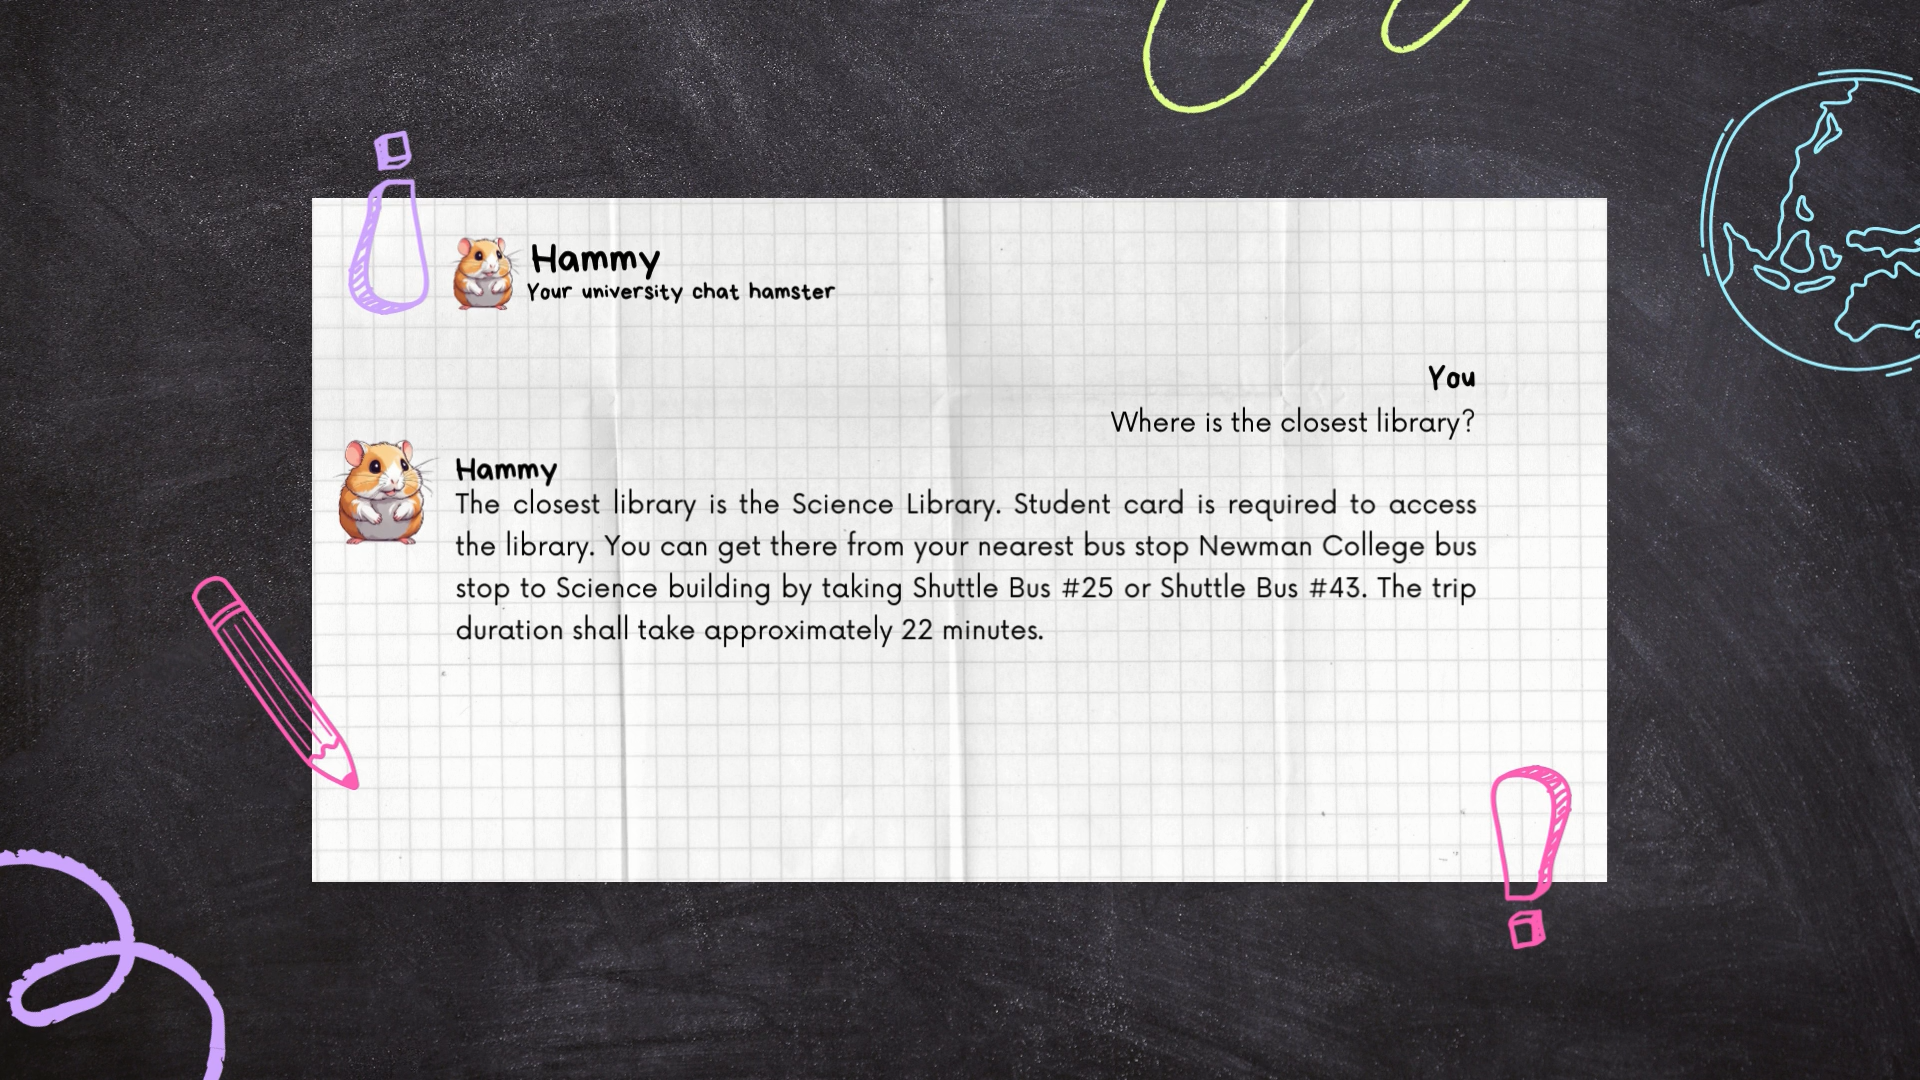 Hammy
Your university chat hamster
You
Where is the closest library?
Hammy
The closest library is the Science Library. Student card is required to access
the library. You can get there from your nearest bus stop Newman College bus
stop to Science building by taking Shuttle Bus #25 or Shuttle Bus #43. The trip
duration shall take approximately 22 minutes.